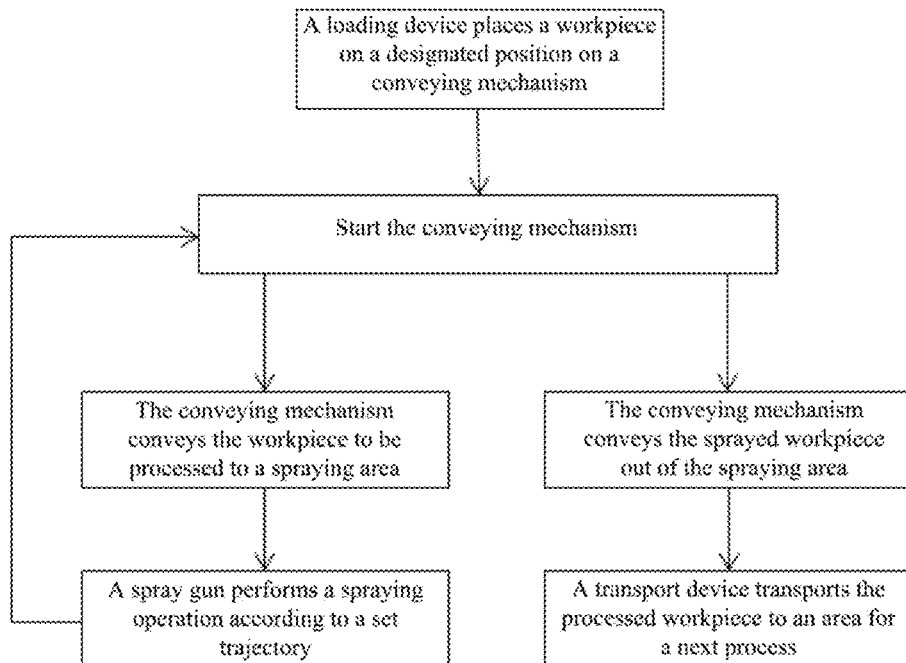 A loading device places a workpiece
on a designated position on a
conveying mechanism
Start the conveying mechanism
The conveying mechanism
conveys the workpiece to be
processed to a spraying area
The conveying mechanism
conveys the sprayed workpiece
out of the spraying area
A spray gun performs a spraying
operation according to a set
trajectory
A transport device transports the
processed workpiece to an area for
a next process